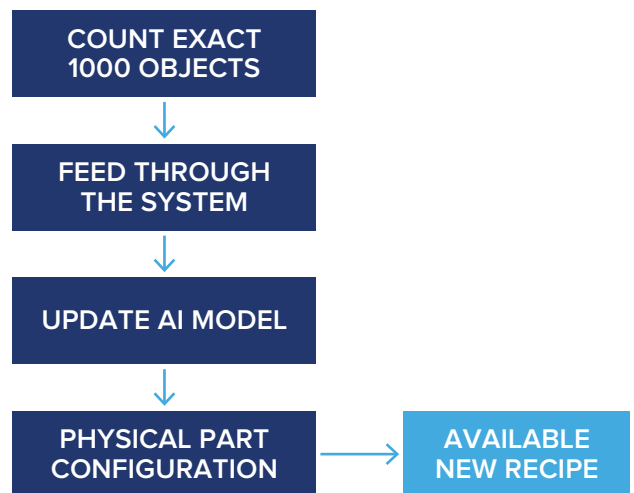 COUNT EXACT
1000 OBJECTS
FEED THROUGH
THE SYSTEM
UPDATE AI MODEL
PHYSICAL PART
CONFIGURATION
AVAILABLE
NEW RECIPE